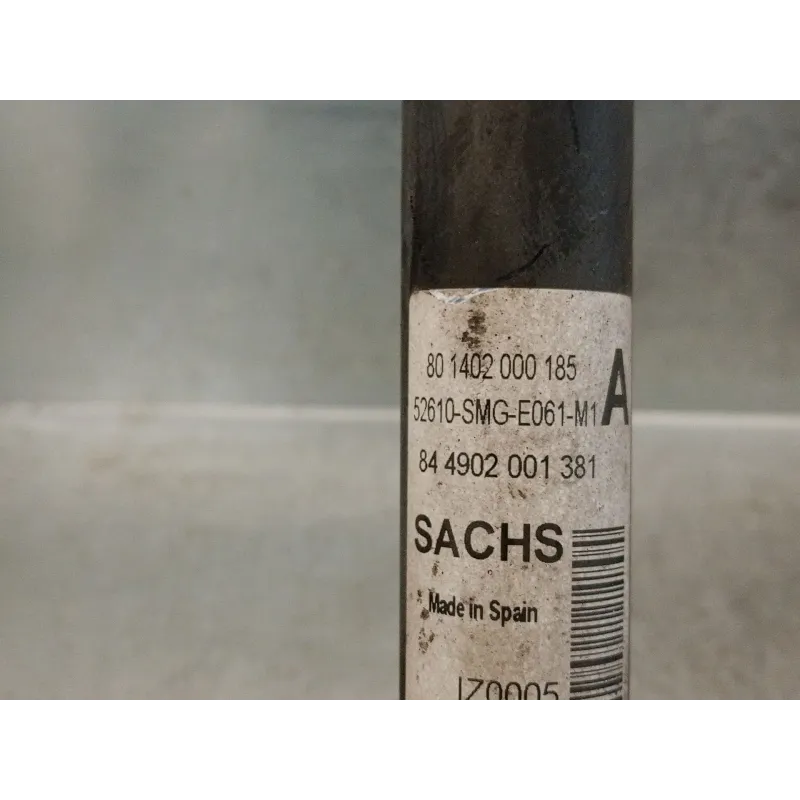 80 1402 000 185
52610-SMG-E061-M1
A
84 4902 001 381
SACHS
Made in Spain